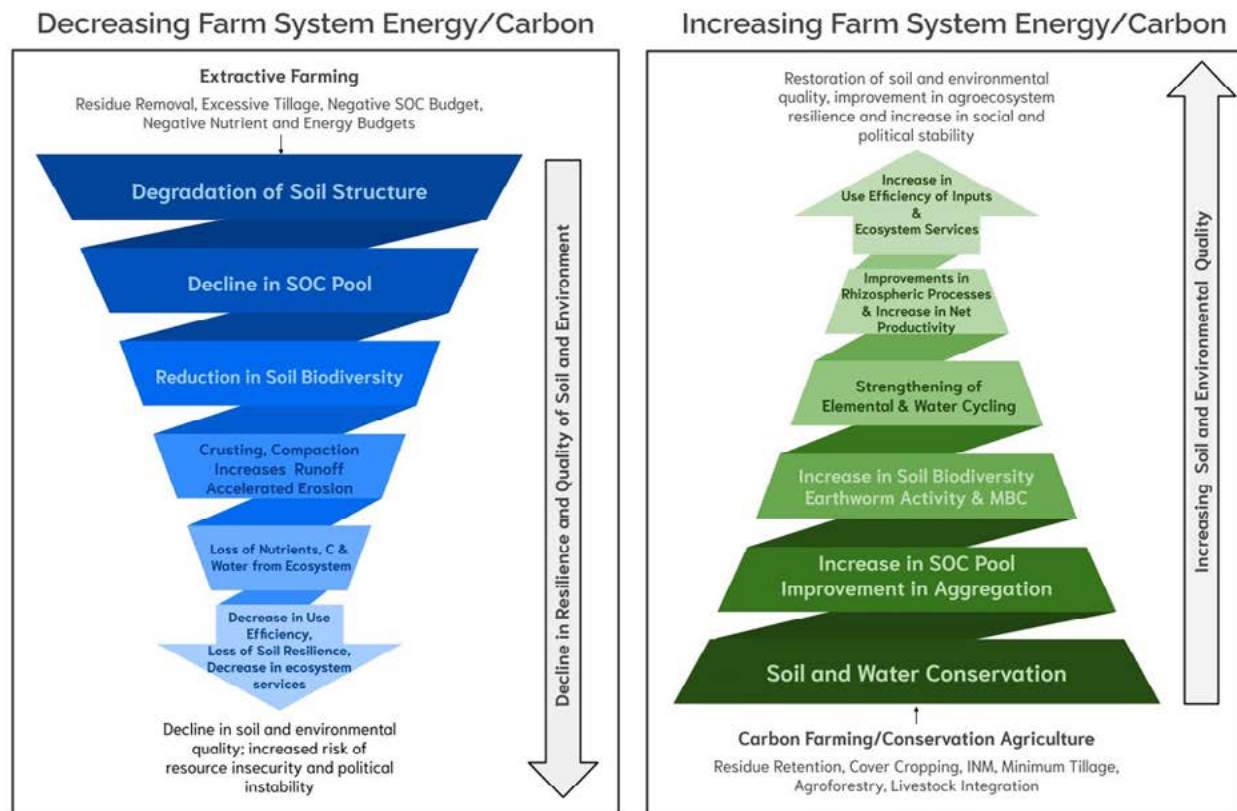 Decreasing Farm System Energy/Carbon
Extractive Farming
Residue Removal, Excessive Tillage, Negative SOC Budget,
Negative Nutrient and Energy Budgets
Degradation of Soil Structure
Decline in SOC Pool
Reduction in Soil Biodiversity
Crusting, Compaction
Increases Runoff
Accelerated Erosion
Loss of Nutrients, C &
Water from Ecosystem
Decrease in Use
Efficiency,
Loss of Soil Resilience,
Decrease in ecosystem
services
Decline in soil and environmental
quality; increased risk of
resource insecurity and political
instability
Decline in Resilience and Quality of Soil and Environment
Increasing Farm System Energy/Carbon
Restoration of soil and environmental
quality, improvement in agroecosystem
resilience and increase in social and
political stability
Increase in
Use Efficiency of Inputs
&
Ecosystem Services
Improvements in
Rhizospheric Processes
& Increase in Net
Productivity
Strengthening of
Elemental & Water Cycling
Increase in Soil Biodiversity
Earthworm Activity & MBC
Increase in SOC Pool
Improvement in Aggregation
Soil and Water Conservation
Carbon Farming/Conservation Agriculture
Residue Retention, Cover Cropping, INM, Minimum Tillage,
Agroforestry, Livestock Integration
Increasing Soil and Environmental Quality